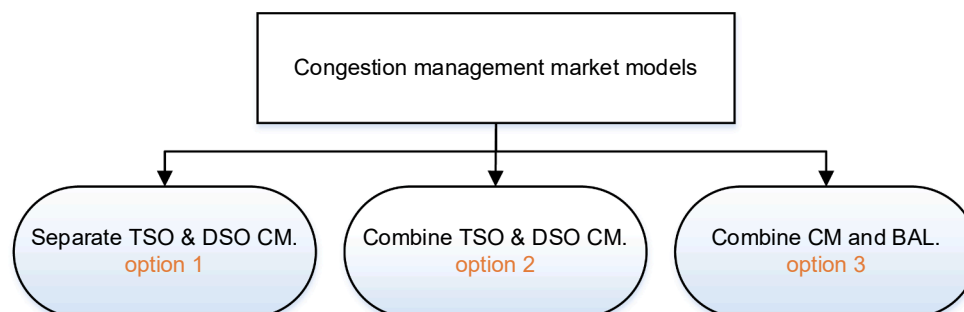 Congestion management market models
Separate TSO & DSO CM.
option 1
Combine TSO & DSO CM.
option 2
Combine CM and BAL.
option 3